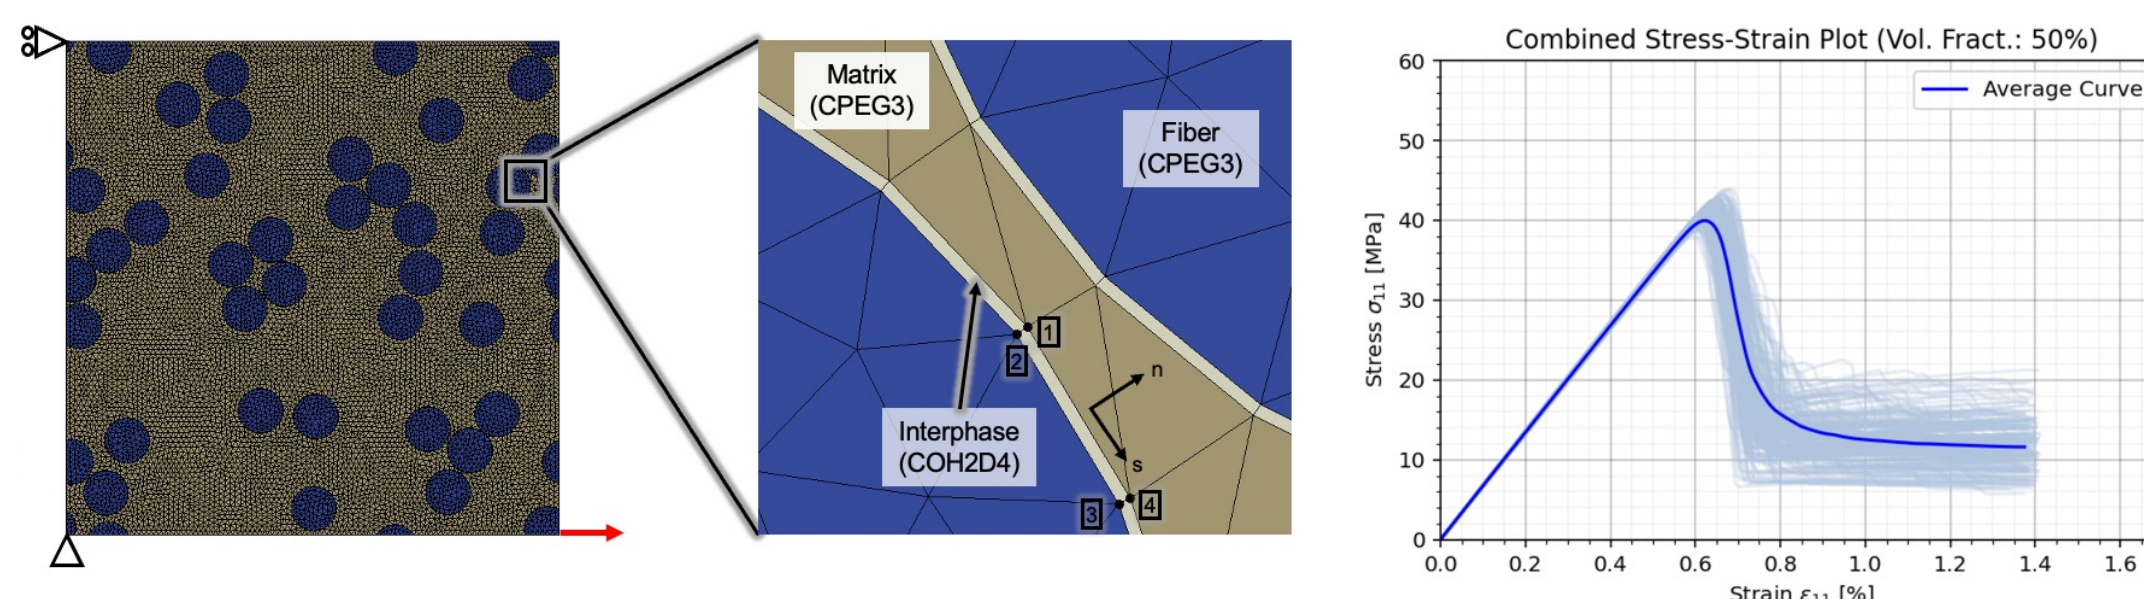 Matrix
(CPEG3)
Fiber
(CPEG3)
1
2
n
Interphase
(COH2D4)
s
3
4
Combined Stress-Strain Plot (Vol. Fract.: 50%)
Average Curve
Stress σ11 [MPa]
60
50
40
30
20
10
0
0.0 0.2 0.4 0.6 0.8 1.0 1.2 1.4 1.6
Strain ε11 [%]